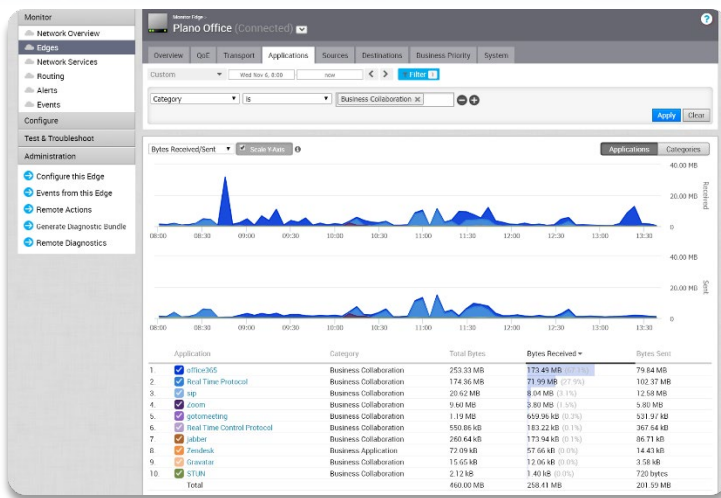 Monitor
Network Overview
Edges
Network Services
Routing
Alerts
Events
Configure
Test & Troubleshoot
Administration
Configure this Edge
Events from this Edge
Remote Actions
Generate Diagnostic Bundle
Remote Diagnostics
Monitor Edge -
Plano Office (Connected)
?
Overview QoE Transport Applications Sources Destinations Business Priority System
Custom Wed Nov 6, 0:00 now Filter
Category is Business Collaboration
Apply Clear
Bytes Received/Sent Scale Y-Axis Applications Categories
40.00 MB
20.00 MB
0
Received
08:00 08:30 09:00 09:30 10:00 10:30 11:00 11:30 12:00 12:30 13:00 13:30
40.00 MB
20.00 MB
0
Sent
08:00 08:30 09:00 09:30 10:00 10:30 11:00 11:30 12:00 12:30 13:00 13:30
Application Category Total Bytes Bytes Received Bytes Sent
1. office365 Business Collaboration 253.33 MB 173.49 MB 79.84 MB
2. Real Time Protocol Business Collaboration 174.36 MB 71.99 MB (27.9%) 102.37 MB
3. sip Business Collaboration 20.62 MB 8.04 MB (3.1%) 12.58 MB
4. Zoom Business Collaboration 9.60 MB 3.80 MB (1.5%) 5.80 MB
5. gotomeeting Business Collaboration 1.19 MB 659.96 kB (0.3%) 531.97 kB
6. Real Time Control Protocol Business Collaboration 550.86 kB 183.22 kB (0.1%) 367.64 kB
7. jabber Business Collaboration 260.64 kB 173.94 kB (0.1%) 86.71 kB
8. Zendesk Business Application 72.09 kB 57.66 kB (0.0%) 14.43 kB
9. Gravatar Business Collaboration 15.65 kB 12.06 kB (0.0%) 3.58 kB
10. STUN Business Collaboration 2.12 kB 1.40 kB (0.0%) 720 bytes
Total 460.00 MB 258.41 MB 201.59 MB